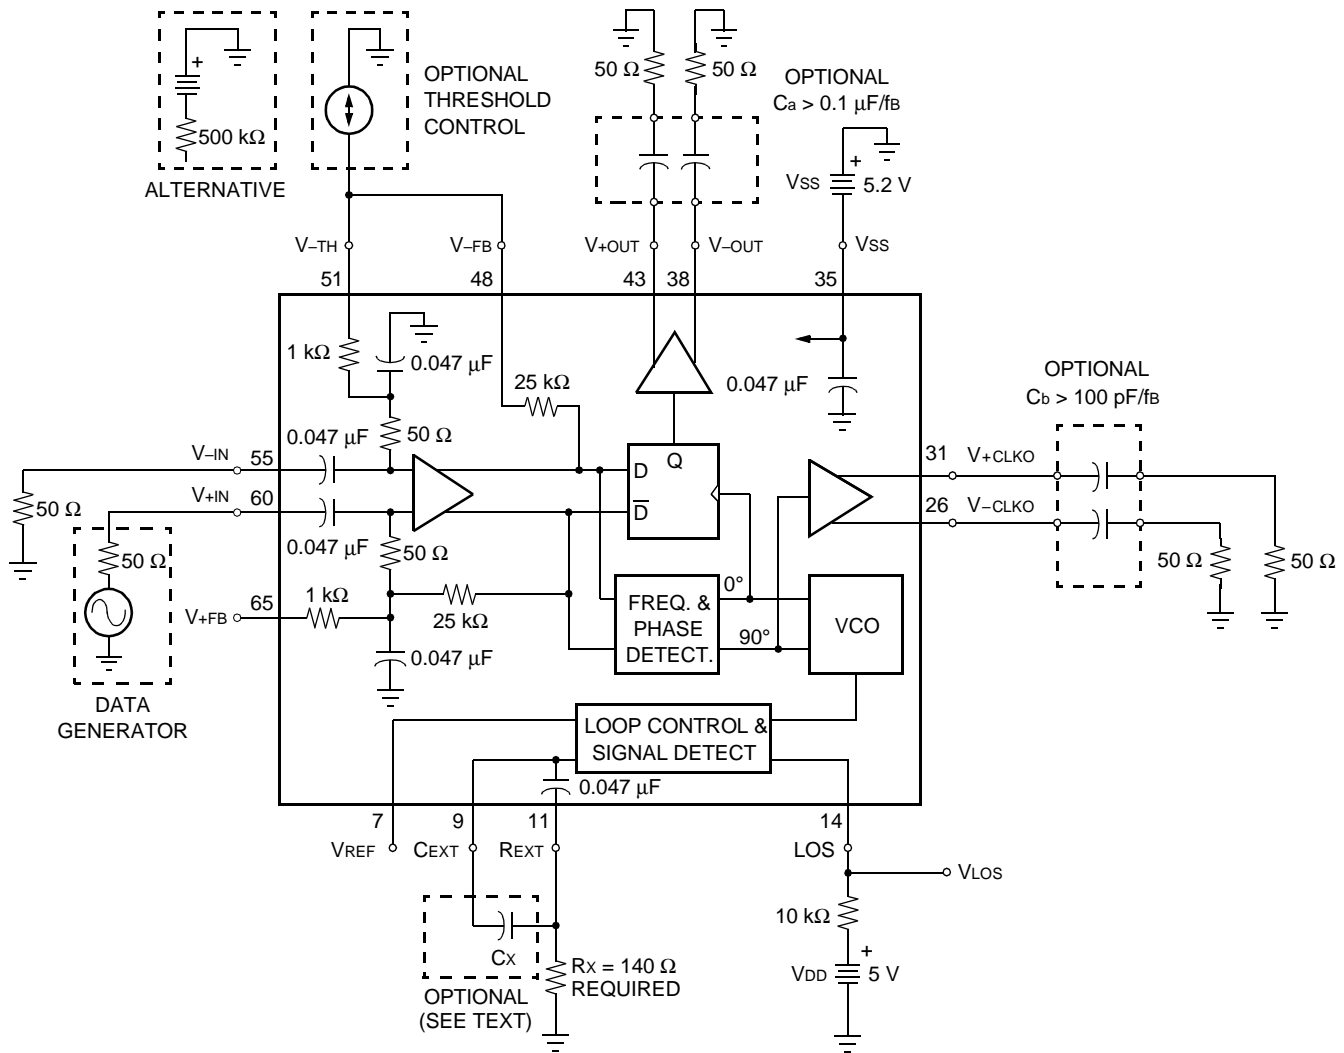 500 kΩ
ALTERNATIVE
OPTIONAL
THRESHOLD
CONTROL
50 Ω
50 Ω
OPTIONAL
Ca > 0.1 µF/fB
VSS
5.2 V
V–TH
V–FB
V+OUT
V–OUT
VSS
51
48
43
38
35
1 kΩ
0.047 µF
25 kΩ
0.047 µF
OPTIONAL
Cb > 100 pF/fB
0.047 µF
50 Ω
V–IN
55
Q
D
D̅
31
V+CLKO
V+IN
60
50 Ω
26
V–CLKO
0.047 µF
50 Ω
50 Ω
50 Ω
50 Ω
65
1 kΩ
V+FB
25 kΩ
0°
FREQ. &
PHASE
DETECT.
90°
VCO
0.047 µF
DATA
GENERATOR
LOOP CONTROL &
SIGNAL DETECT
0.047 µF
7
9
11
14
VREF
CEXT
REXT
LOS
VLOS
10 kΩ
CX
RX = 140 Ω
REQUIRED
VDD
5 V
OPTIONAL
(SEE TEXT)